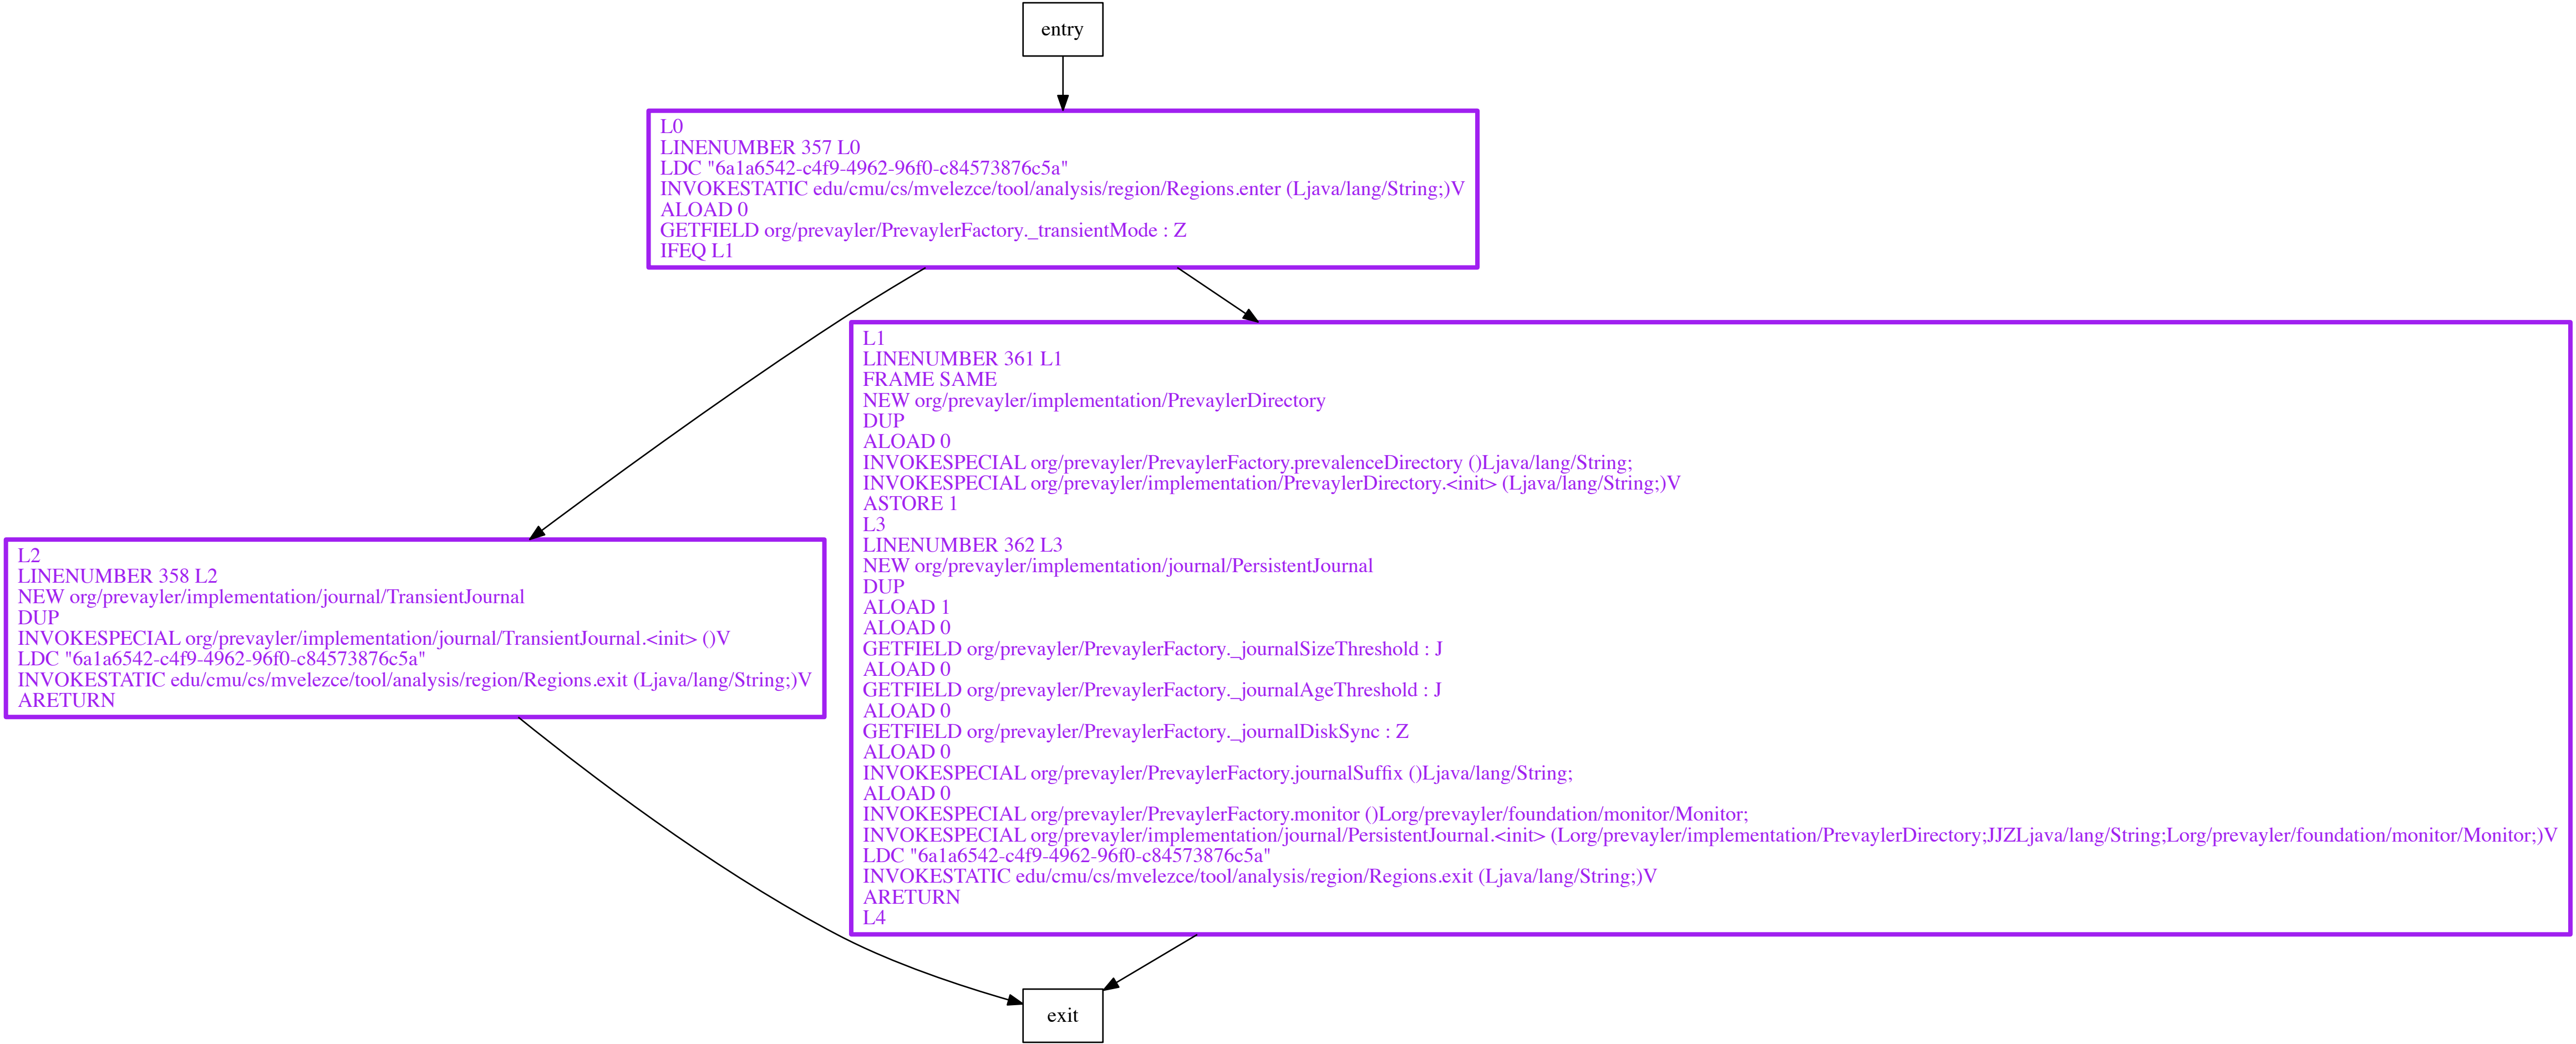 entry
L0
LINENUMBER 357 L0
LDC "6a1a6542-c4f9-4962-96f0-c84573876c5a"
INVOKESTATIC edu/cmu/cs/mvelezce/tool/analysis/region/Regions.enter (Ljava/lang/String;)V
ALOAD 0
GETFIELD org/prevayler/PrevaylerFactory._transientMode : Z
IFEQ L1
L1
LINENUMBER 361 L1
FRAME SAME
NEW org/prevayler/implementation/PrevaylerDirectory
DUP
ALOAD 0
INVOKESPECIAL org/prevayler/PrevaylerFactory.prevalenceDirectory ()Ljava/lang/String;
INVOKESPECIAL org/prevayler/implementation/PrevaylerDirectory.<init> (Ljava/lang/String;)V
ASTORE 1
L3
LINENUMBER 362 L3
NEW org/prevayler/implementation/journal/PersistentJournal
DUP
ALOAD 1
ALOAD 0
GETFIELD org/prevayler/PrevaylerFactory._journalSizeThreshold : J
ALOAD 0
GETFIELD org/prevayler/PrevaylerFactory._journalAgeThreshold : J
ALOAD 0
GETFIELD org/prevayler/PrevaylerFactory._journalDiskSync : Z
ALOAD 0
INVOKESPECIAL org/prevayler/PrevaylerFactory.journalSuffix ()Ljava/lang/String;
ALOAD 0
INVOKESPECIAL org/prevayler/PrevaylerFactory.monitor ()Lorg/prevayler/foundation/monitor/Monitor;
INVOKESPECIAL org/prevayler/implementation/journal/PersistentJournal.<init> (Lorg/prevayler/implementation/PrevaylerDirectory;JJZLjava/lang/String;Lorg/prevayler/foundation/monitor/Monitor;)V
LDC "6a1a6542-c4f9-4962-96f0-c84573876c5a"
INVOKESTATIC edu/cmu/cs/mvelezce/tool/analysis/region/Regions.exit (Ljava/lang/String;)V
ARETURN
L4
L2
LINENUMBER 358 L2
NEW org/prevayler/implementation/journal/TransientJournal
DUP
INVOKESPECIAL org/prevayler/implementation/journal/TransientJournal.<init> ()V
LDC "6a1a6542-c4f9-4962-96f0-c84573876c5a"
INVOKESTATIC edu/cmu/cs/mvelezce/tool/analysis/region/Regions.exit (Ljava/lang/String;)V
ARETURN
exit